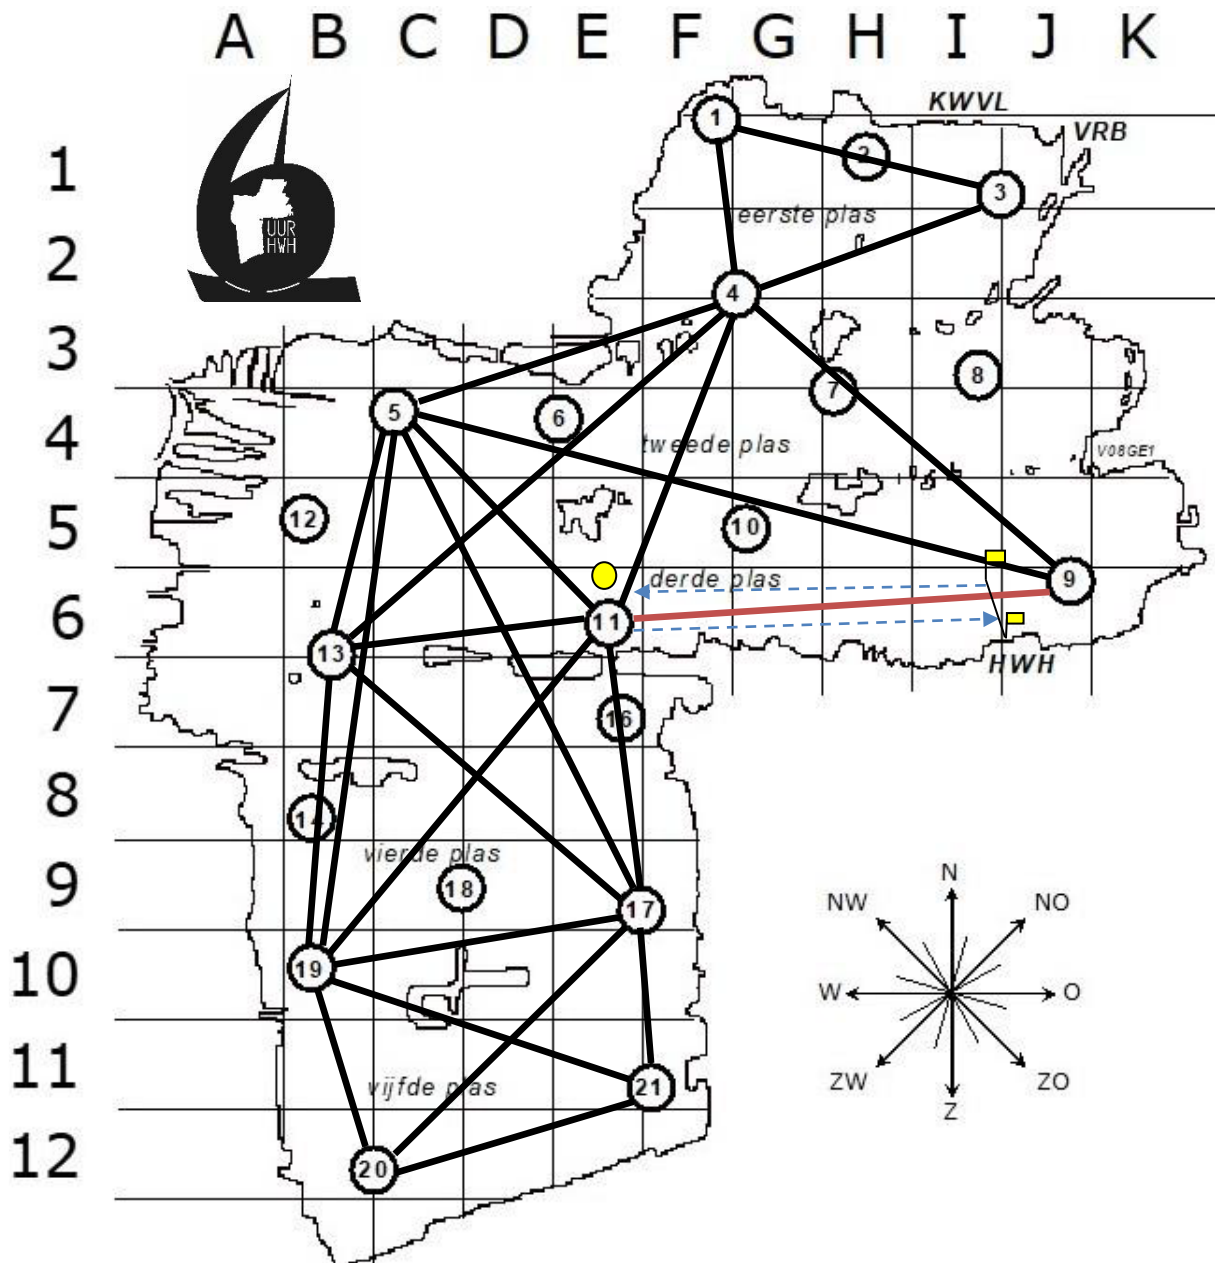 A B C D E F G H I J K
KWVL
VRB
1
1
2
3
1
UUR
HWH
eerste plas
2
4
3
5
6
7
8
4
tweede plas
V08GE1
12
10
5
derde plas
9
6
11
13
HWH
7
16
14
8
vierde plas
18
9
17
N
NW
NO
19
10
W
O
11
vijfde plas
21
ZW
ZO
Z
12
20